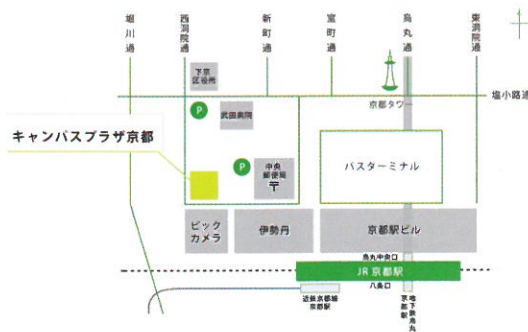 堀川通
西洞院通
新町通
室町通
烏丸通
東洞院通
下京
区役所
塩小路通
京都タワー
P
武田病院
キャンパスプラザ京都
P
中央
郵便局
〒
バスターミナル
ビック
カメラ
伊勢丹
京都駅ビル
烏丸中央口
JR 京都駅
八条口
近鉄京都線
京都駅
地下鉄烏丸
京都駅